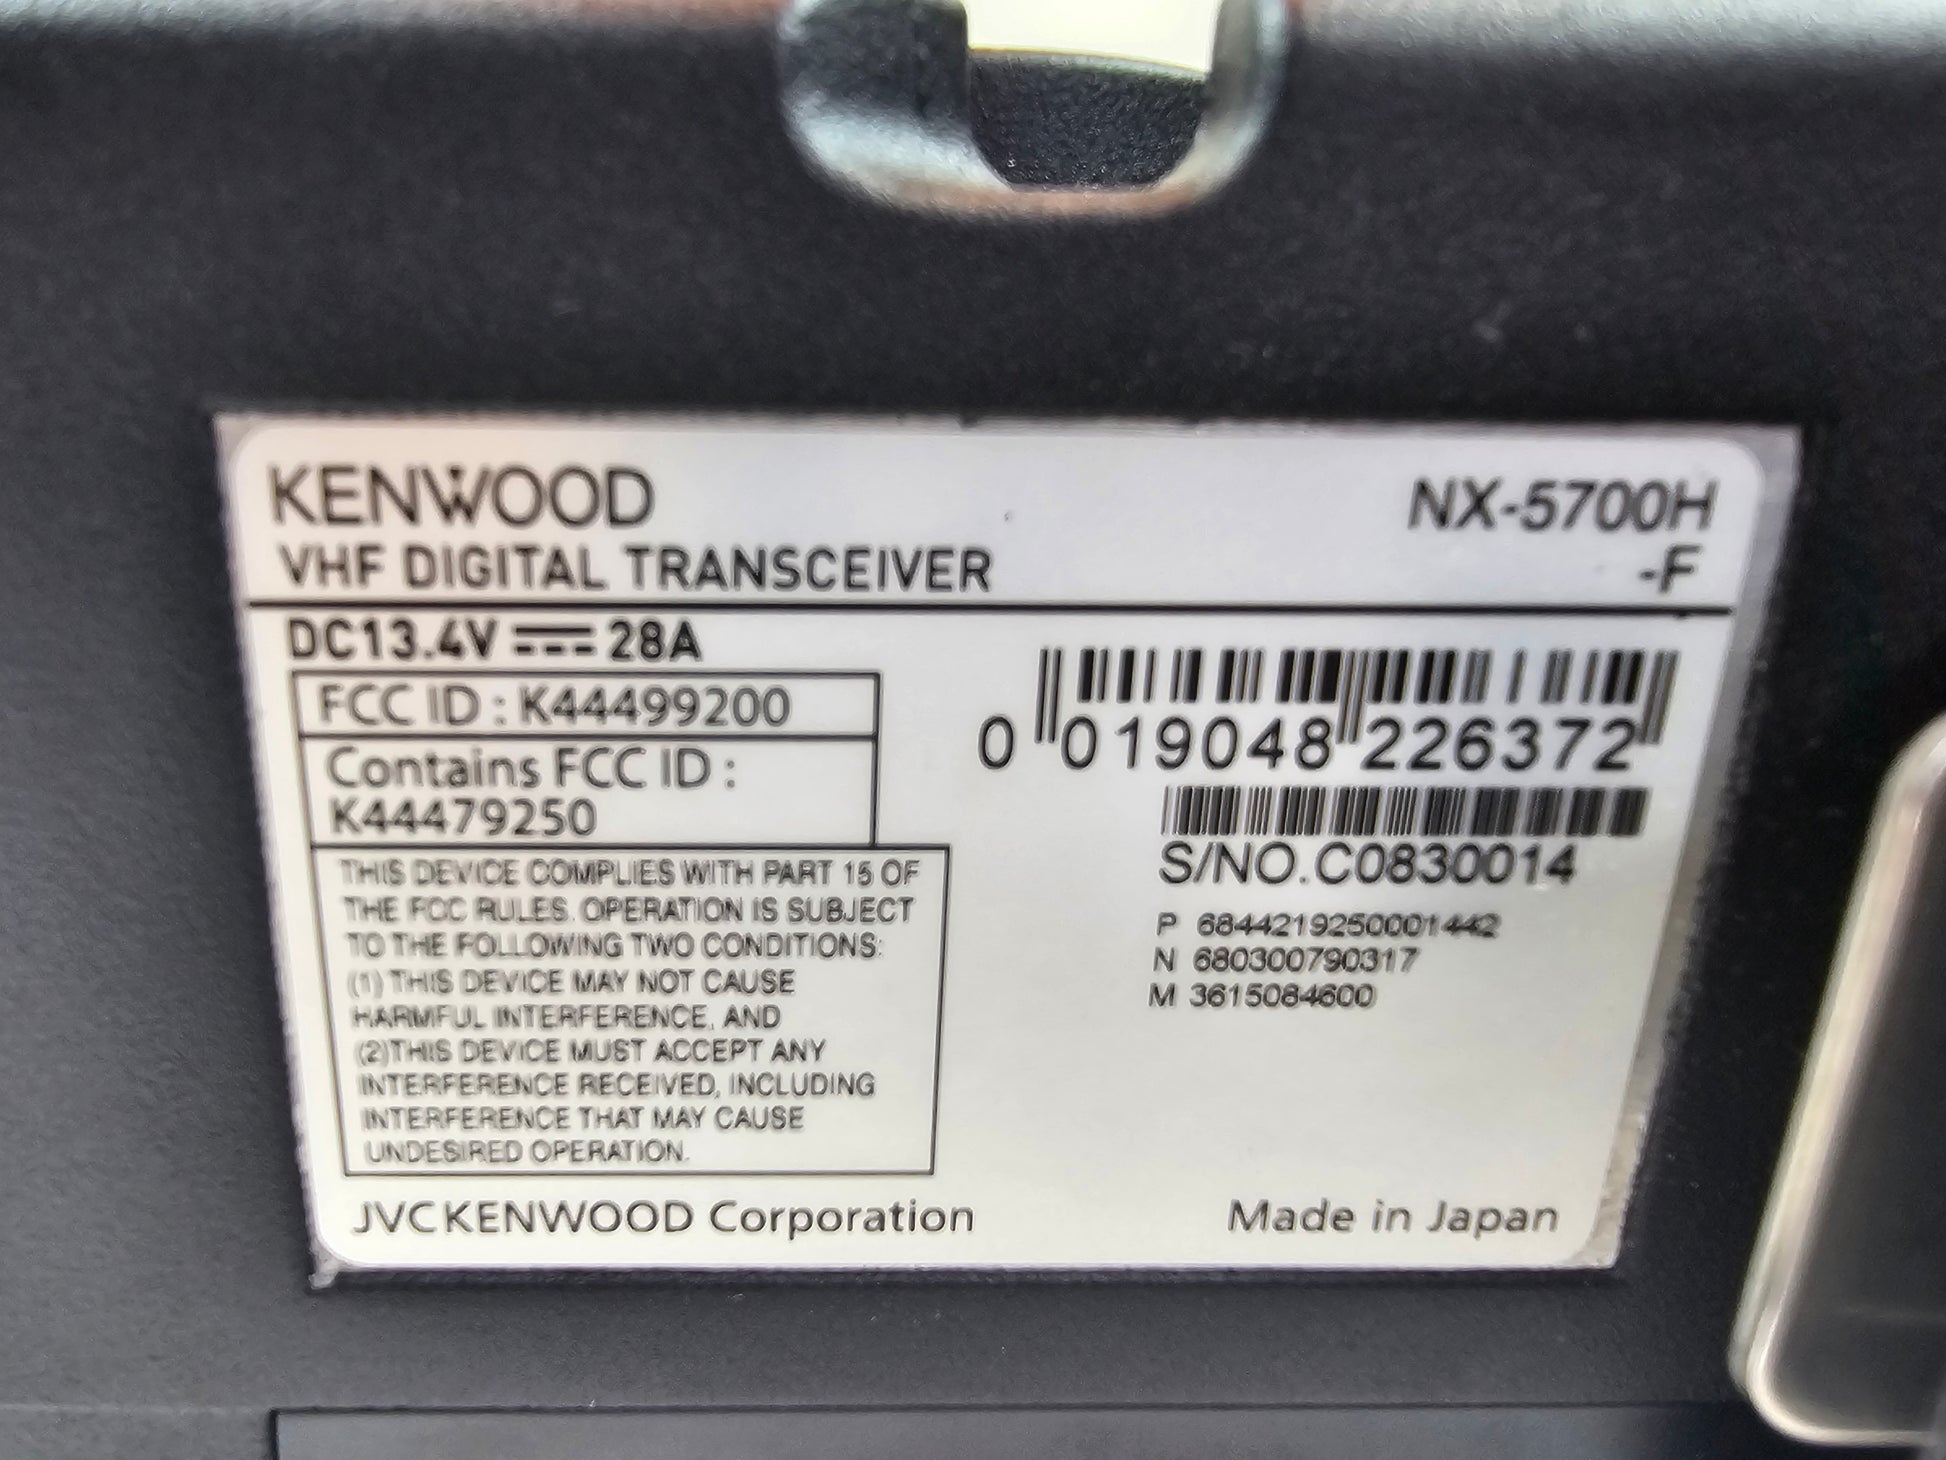 KENWOOD
NX-5700H
VHF DIGITAL TRANSCEIVER
-F
DC13.4V ⎓ 28A
FCC ID : K44499200
Contains FCC ID :
K44479250
THIS DEVICE COMPLIES WITH PART 15 OF
THE FCC RULES. OPERATION IS SUBJECT
TO THE FOLLOWING TWO CONDITIONS:
(1) THIS DEVICE MAY NOT CAUSE
HARMFUL INTERFERENCE, AND
(2)THIS DEVICE MUST ACCEPT ANY
INTERFERENCE RECEIVED, INCLUDING
INTERFERENCE THAT MAY CAUSE
UNDESIRED OPERATION.
0 019048 226372
S/NO.C0830014
P 6844219250001442
N 680300790317
M 3615084600
JVCKENWOOD Corporation
Made in Japan